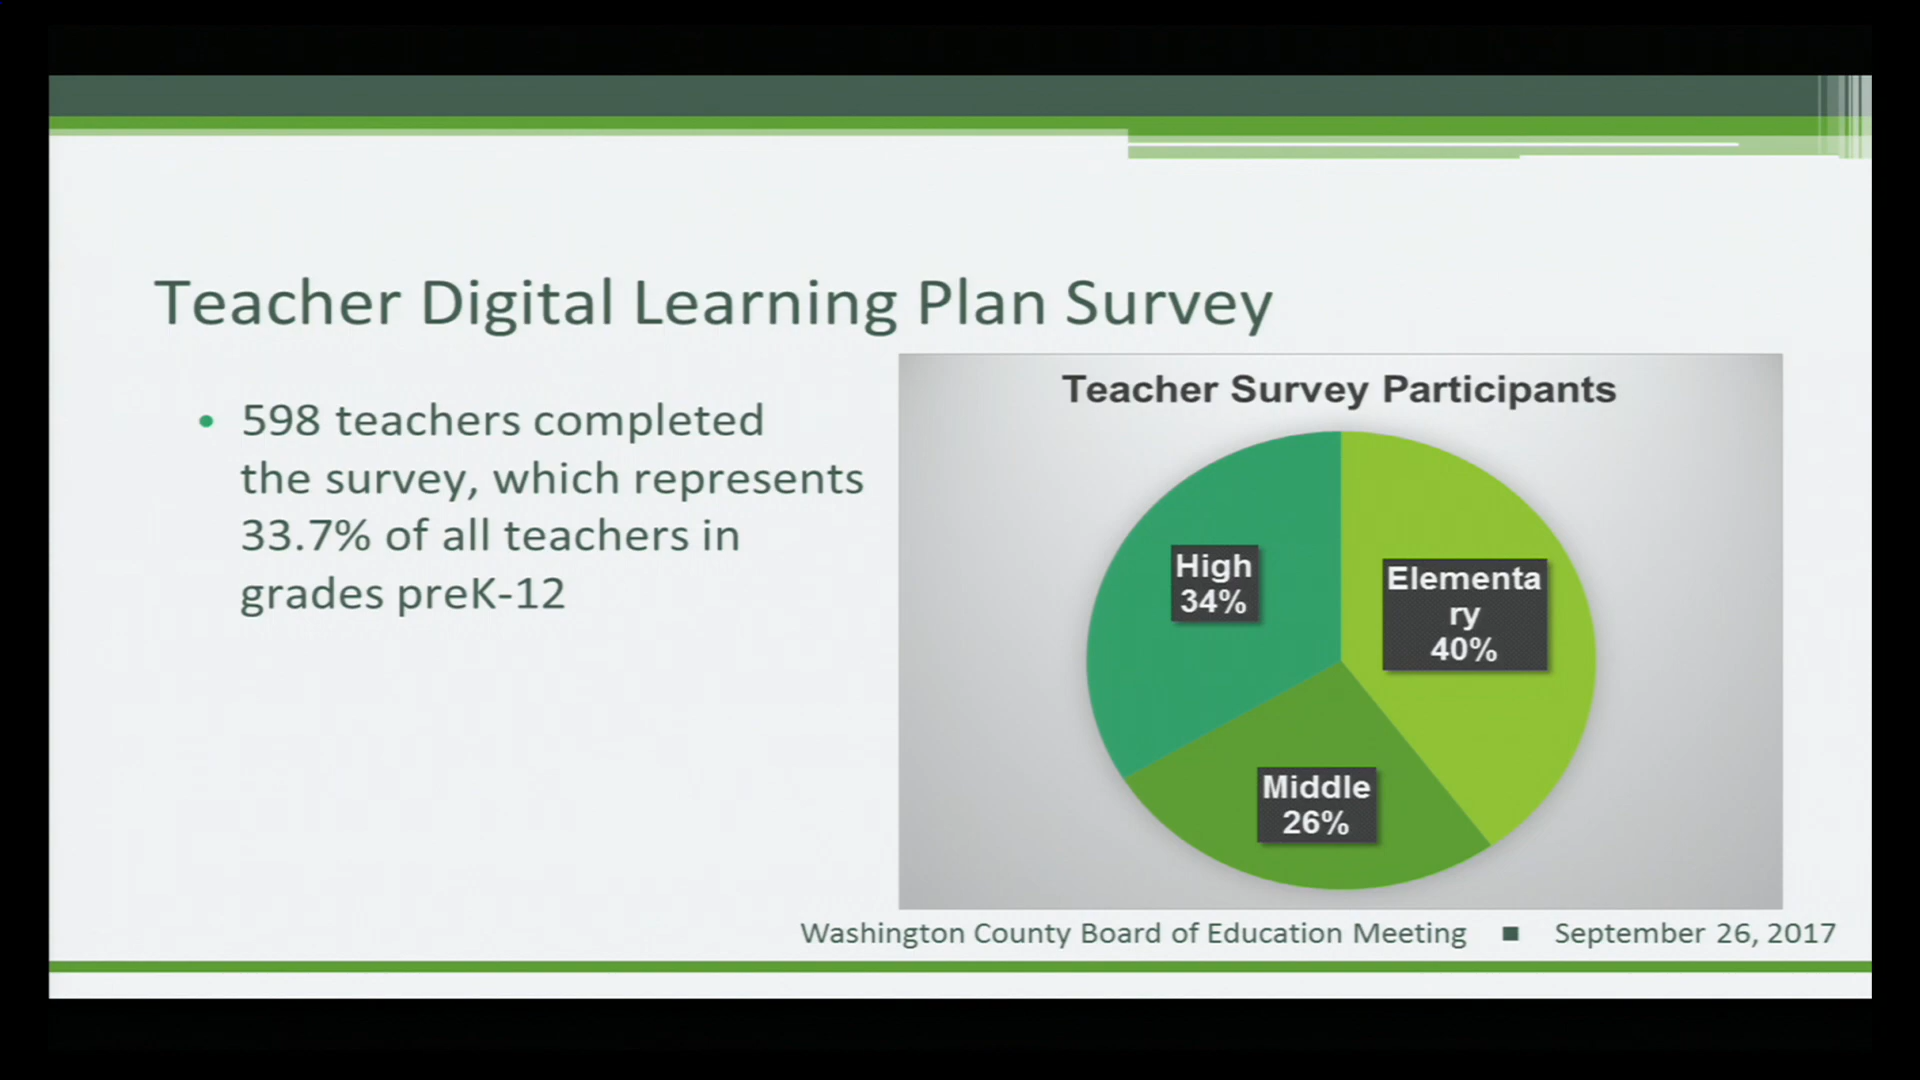 Teacher Digital Learning Plan Survey
• 598 teachers completed
the survey, which represents
33.7% of all teachers in
grades preK-12
Teacher Survey Participants
High
34%
Elementa
ry
40%
Middle
26%
Washington County Board of Education Meeting ■ September 26, 2017